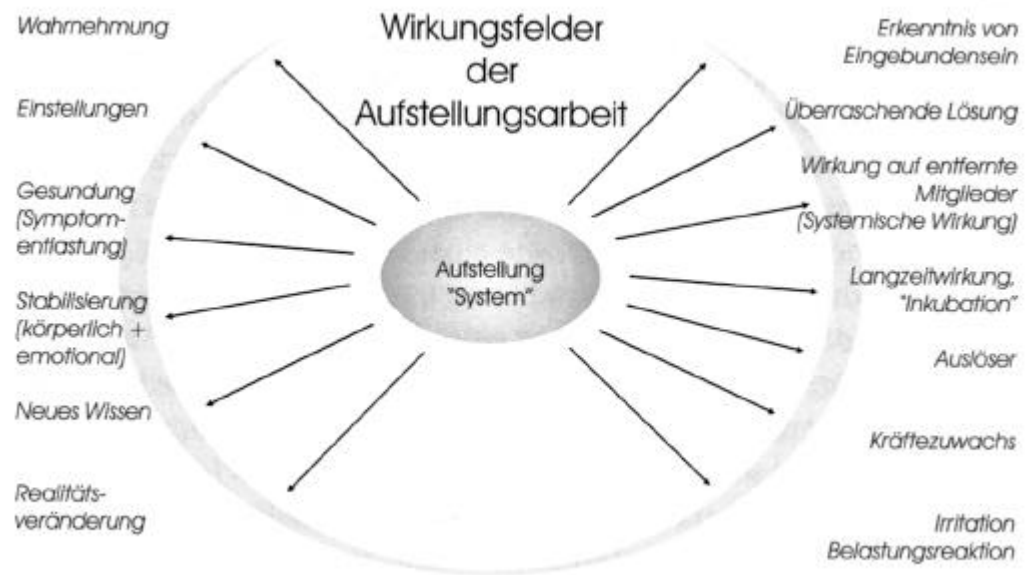 Wirkungsfelder
der
Aufstellungsarbeit
Wahrnehmung
Einstellungen
Gesundung
(Symptom-
entlastung)
Stabilisierung
(körperlich +
emotional)
Neues Wissen
Realitäts-
veränderung
Aufstellung
"System"
Erkenntnis von
Eingebundensein
Überraschende Lösung
Wirkung auf entfernte
Mitglieder
(Systemische Wirkung)
Langzeitwirkung,
"Inkubation"
Auslöser
Kräftezuwachs
Irritation
Belastungsreaktion